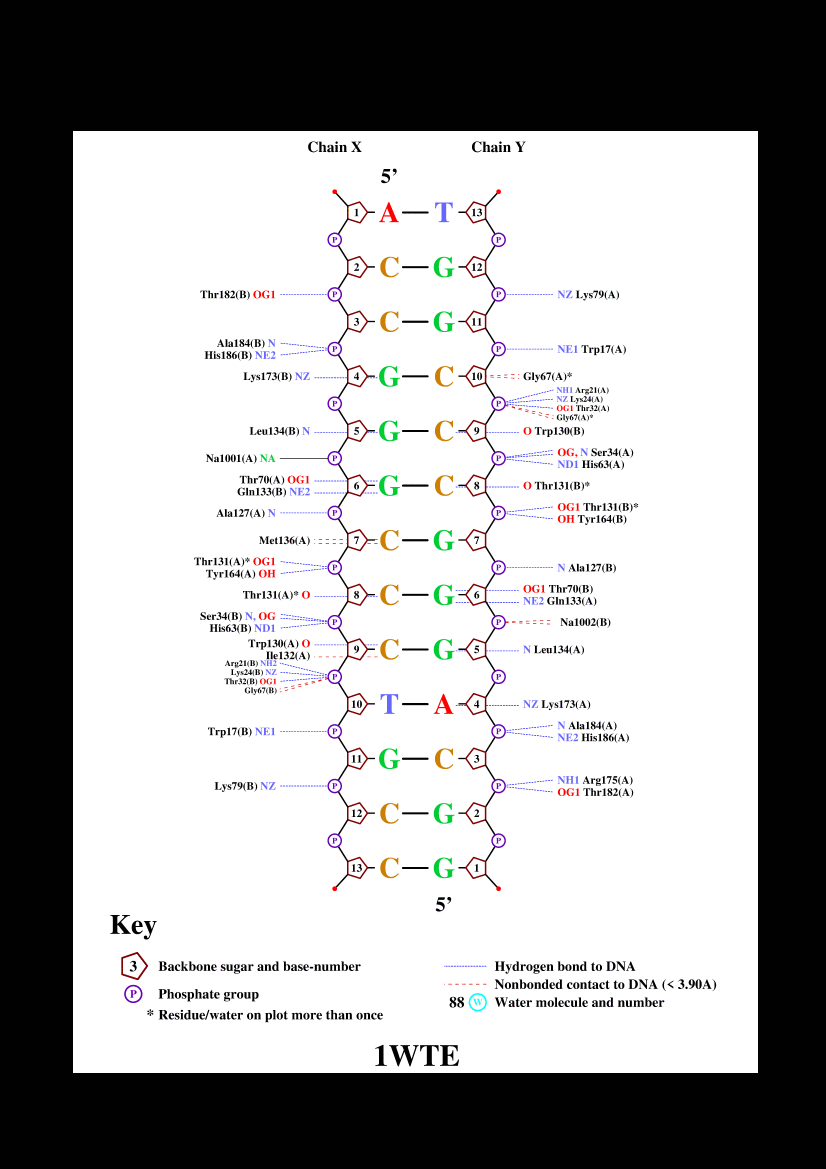 Chain X Chain Y
5’
1 A T 13
P P
2 C G 12
Thr182(B) OG1 P P NZ Lys79(A)
3 C G 11
Ala184(B) N
His186(B) NE2 P P NE1 Trp17(A)
Lys173(B) NZ 4 G C 10 Gly67(A)*
P P NH1 Arg21(A)
NZ Lys24(A)
OG1 Thr32(A)
Gly67(A)*
Leu134(B) N 5 G C 9 O Trp130(B)
Na1001(A) NA P P OG, N Ser34(A)
ND1 His63(A)
Thr70(A) OG1
Gln133(B) NE2 6 G C 8 O Thr131(B)*
Ala127(A) N P P OG1 Thr131(B)*
OH Tyr164(B)
Met136(A) 7 C G 7
Thr131(A)* OG1
Tyr164(A) OH P P N Ala127(B)
Thr131(A)* O 8 C G 6 OG1 Thr70(B)
NE2 Gln133(A)
Ser34(B) N, OG
His63(B) ND1 P P Na1002(B)
Trp130(A) O
Ile132(A) 9 C G 5 N Leu134(A)
Arg21(B) NH2
Lys24(B) NZ
Thr32(B) OG1
Gly67(B) P P
10 T A 4 NZ Lys173(A)
Trp17(B) NE1 P P N Ala184(A)
NE2 His186(A)
11 G C 3
Lys79(B) NZ P P NH1 Arg175(A)
OG1 Thr182(A)
12 C G 2
P P
13 C G 1
5’
Key
3 Backbone sugar and base-number
P Phosphate group
* Residue/water on plot more than once
Hydrogen bond to DNA
Nonbonded contact to DNA (< 3.90A)
88 W Water molecule and number
1WTE